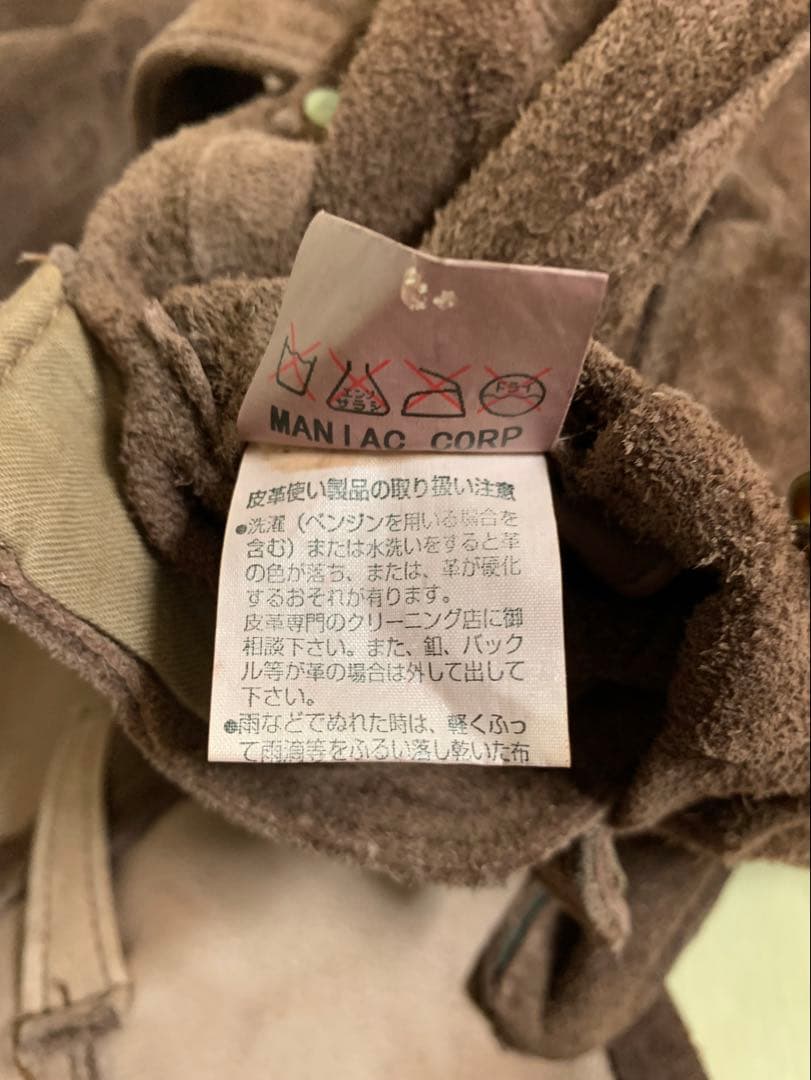 エンソ
サラシ
ドライ
MANIAC CORP
皮革使い製品の取り扱い注意
●洗濯（ベンジンを用いる場合を
含む）または水洗いをすると革
の色が落ち、または、革が硬化
するおそれが有ります。
皮革専門のクリーニング店に御
相談下さい。また、釦、バック
ル等が革の場合は外して出して
下さい。
●雨などでぬれた時は、軽くふっ
て雨滴等をふるい落し乾いた布